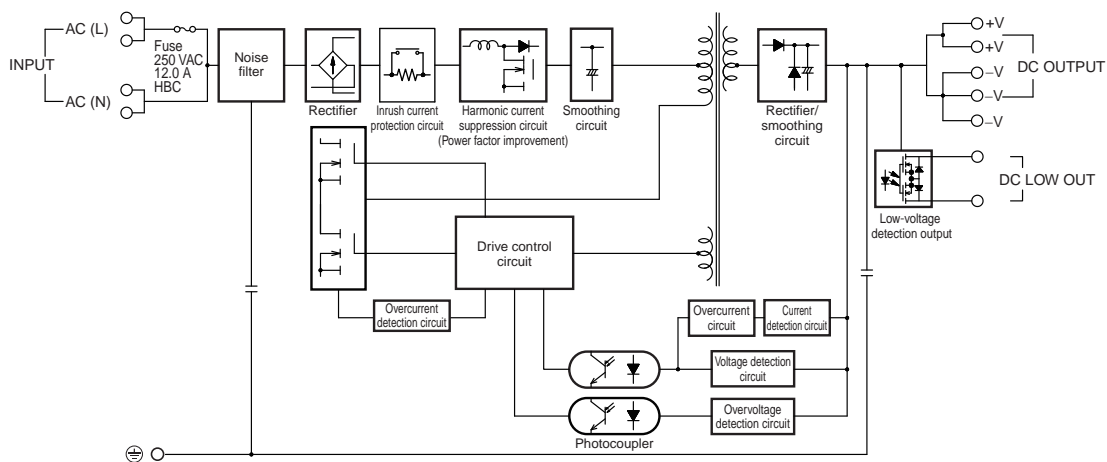 INPUT
AC (L)
AC (N)
Fuse
250 VAC
12.0 A
HBC
Noise
filter
Rectifier
Inrush current
protection circuit
Harmonic current
suppression circuit
(Power factor improvement)
Smoothing
circuit
Rectifier/
smoothing
circuit
+V
+V
−V
−V
−V
DC OUTPUT
DC LOW OUT
Low-voltage
detection output
Drive control
circuit
Overcurrent
detection circuit
Overcurrent
circuit
Current
detection circuit
Voltage detection
circuit
Overvoltage
detection circuit
Photocoupler